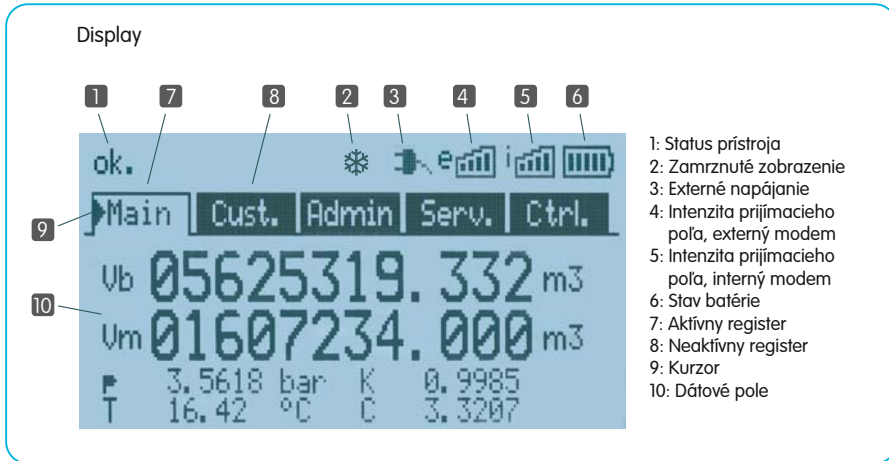 Display
1 7 8 2 3 4 5 6
ok. e i
Main Cust. Admin Serv. Ctrl.
9
Vb 05625319.332 m3
10
Vm 01607234.000 m3
P 3.5618 bar K 0.9985
T 16.42 °C C 3.3207
1: Status prístroja
2: Zamrznuté zobrazenie
3: Externé napájanie
4: Intenzita prijímacieho
poľa, externý modem
5: Intenzita prijímacieho
poľa, interný modem
6: Stav batérie
7: Aktívny register
8: Neaktívny register
9: Kurzor
10: Dátové pole